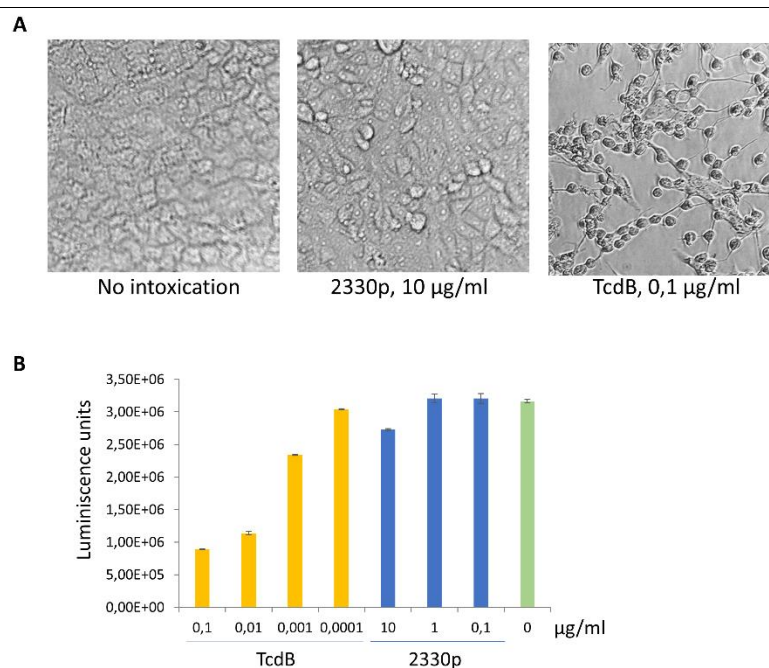 A
No intoxication
2330p, 10 µg/ml
TcdB, 0,1 µg/ml
B
Luminiscence units
3,50E+06
3,00E+06
2,50E+06
2,00E+06
1,50E+06
1,00E+06
5,00E+05
0,00E+00
0,1 0,01 0,001 0,0001 10 1 0,1 0 µg/ml
TcdB 2330p